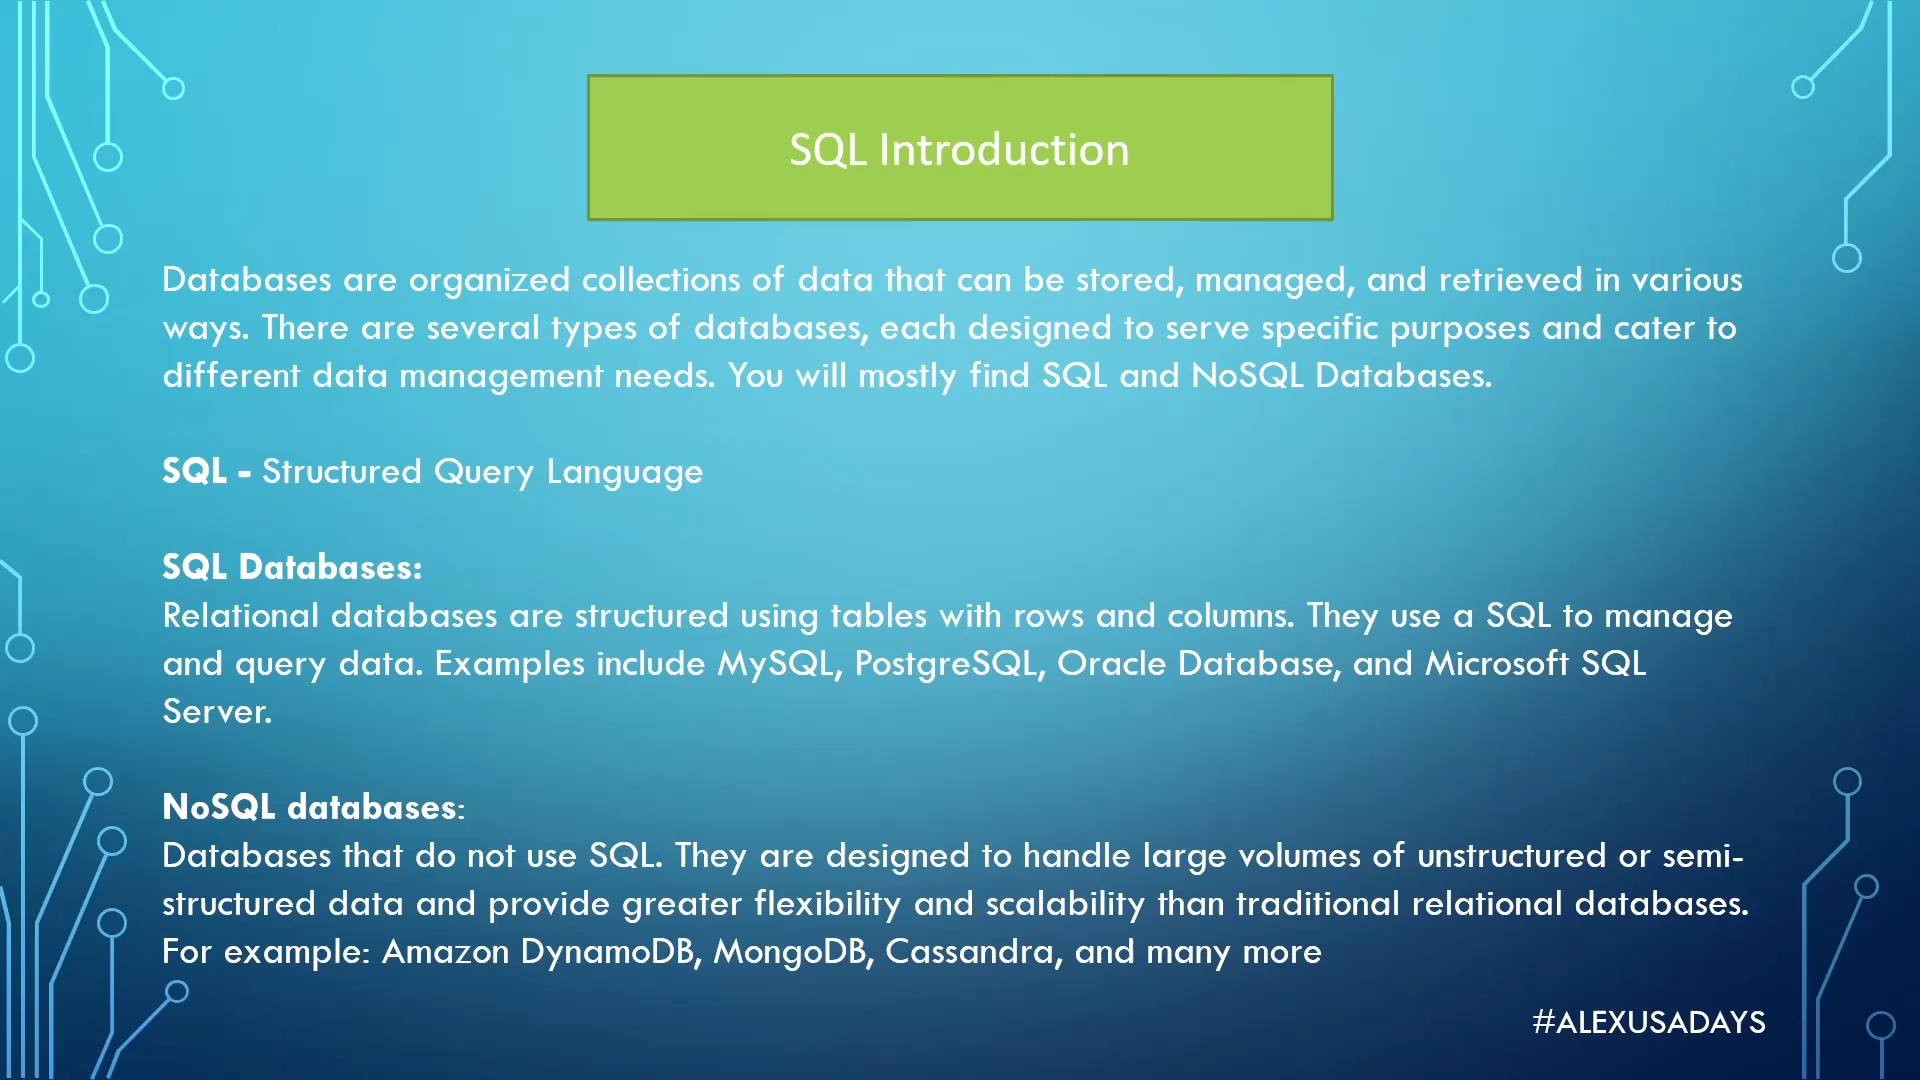 SQL Introduction
Databases are organized collections of data that can be stored, managed, and retrieved in various
ways. There are several types of databases, each designed to serve specific purposes and cater to
different data management needs. You will mostly find SQL and NoSQL Databases.
SQL - Structured Query Language
SQL Databases:
Relational databases are structured using tables with rows and columns. They use a SQL to manage
and query data. Examples include MySQL, PostgreSQL, Oracle Database, and Microsoft SQL
Server.
NoSQL databases:
Databases that do not use SQL. They are designed to handle large volumes of unstructured or semi-
structured data and provide greater flexibility and scalability than traditional relational databases.
For example: Amazon DynamoDB, MongoDB, Cassandra, and many more
#ALEXUSADAYS